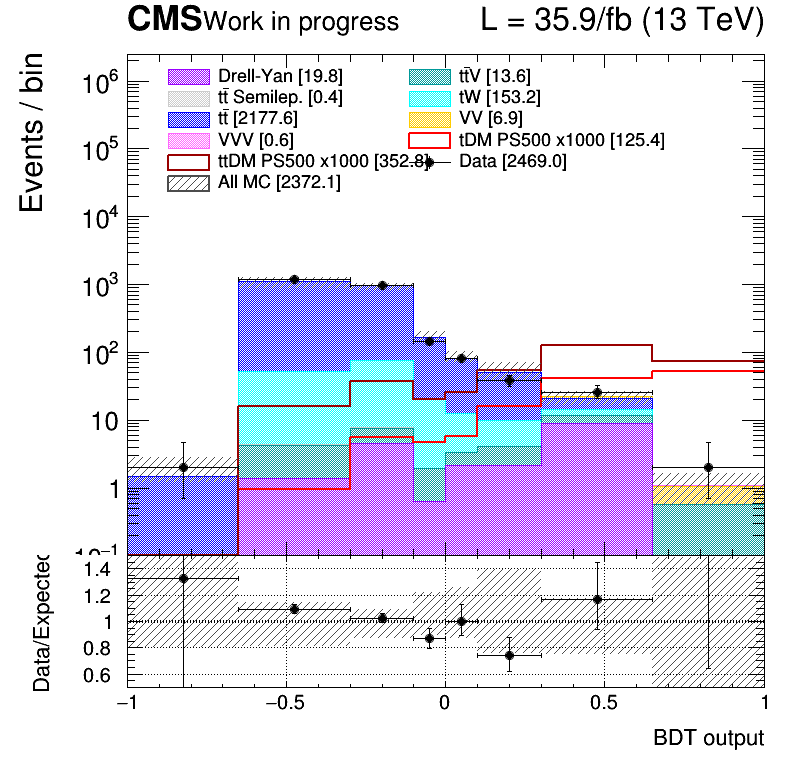 CMS Work in progress L = 35.9/fb (13 TeV)
Events / bin
Drell-Yan [19.8]
tt̄V [13.6]
tt̄ Semilep. [0.4]
tW [153.2]
tt̄ [2177.6]
VV [6.9]
VVV [0.6]
tDM PS500 x1000 [125.4]
ttDM PS500 x1000 [352.8]
Data [2469.0]
All MC [2372.1]
10⁶
10⁵
10⁴
10³
10²
10
1
10⁻¹
Data/Expected
1.4
1.2
1
0.8
0.6
−1 −0.5 0 0.5 1
BDT output